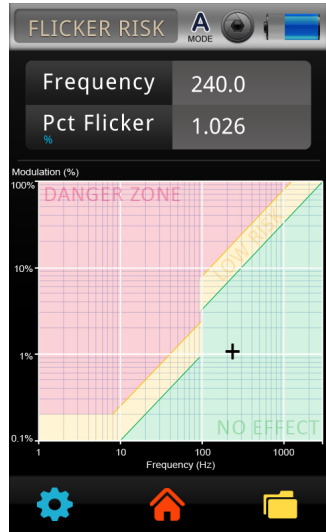 FLICKER RISK
A
MODE
Frequency 240.0
Pct Flicker 1.026
%
Modulation (%)
100%
DANGER ZONE
LOW RISK
10%
1%
NO EFFECT
0.1%
1 10 100 1000
Frequency (Hz)